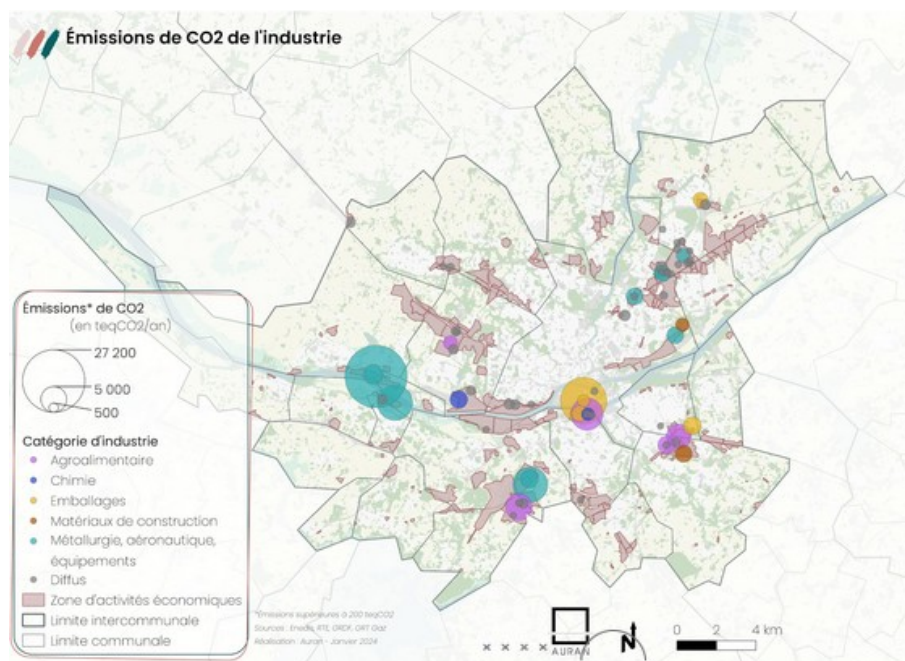 Émissions de CO2 de l'industrie
Émissions* de CO2
(en teqCO2/an)
27 200
5 000
500
Catégorie d'industrie
Agroalimentaire
Chimie
Emballages
Matériaux de construction
Métallurgie, aéronautique,
équipements
Diffus
Zone d'activités économiques
Limite intercommunale
Limite communale
*Émissions supérieures à 200 teqCO2
Sources : Enedis, RTE, GRDF, GRT Gaz
Réalisation : Auran - Janvier 2024
AURAN
N
0 2 4 km